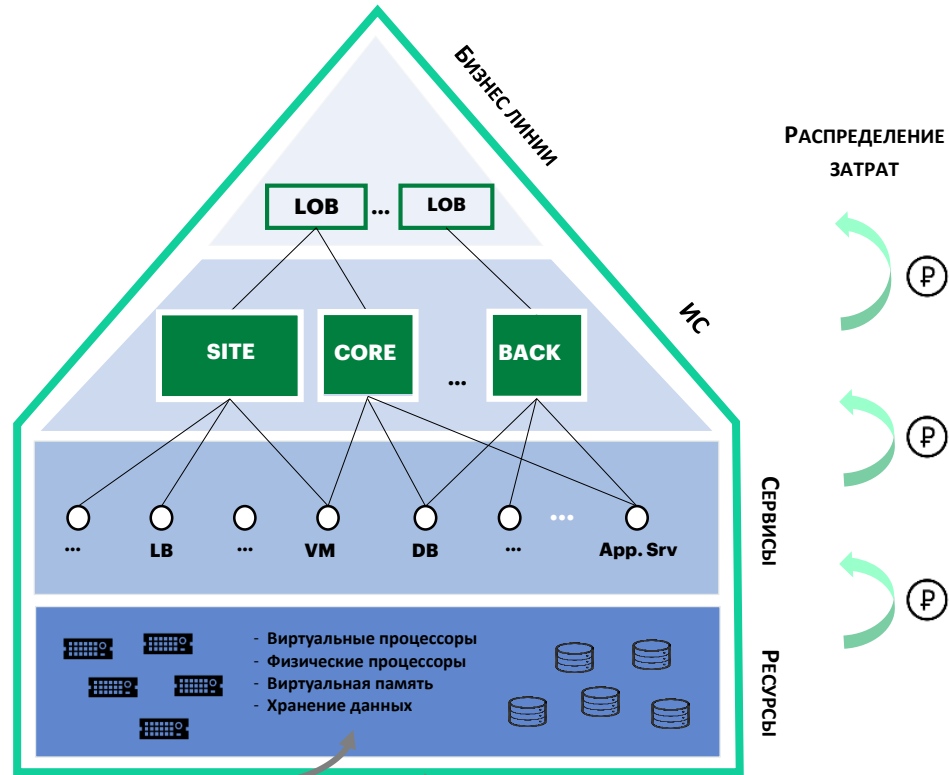 Бизнес линии
Распределение
затрат
LOB ... LOB
ИС
₽
SITE
CORE
BACK
...
₽
Сервисы
...
... LB ... VM DB ... App. Srv
₽
Ресурсы
- Виртуальные процессоры
- Физические процессоры
- Виртуальная память
- Хранение данных